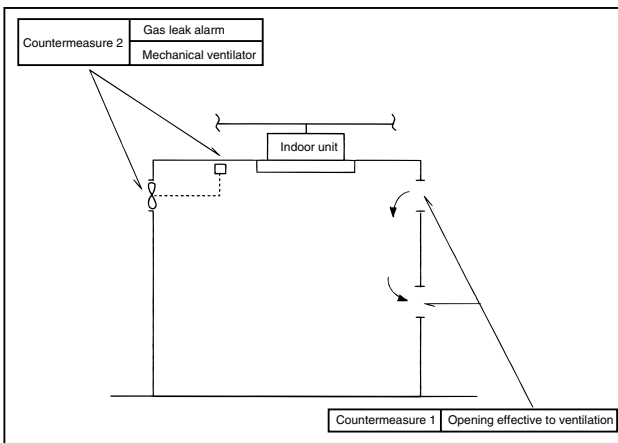 Countermeasure 2
Gas leak alarm
Mechanical ventilator
Indoor unit
Countermeasure 1
Opening effective to ventilation